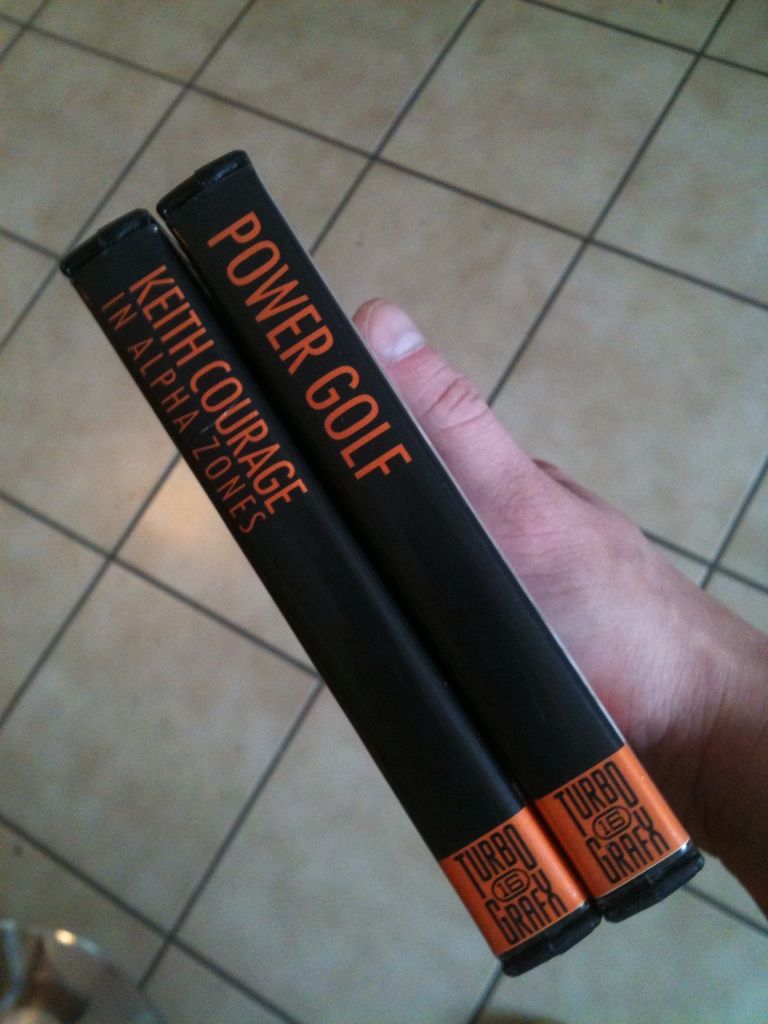 KEITH COURAGE
IN ALPHA ZONES
TURBO
16
GRAFX
POWER GOLF
TURBO
16
GRAFX